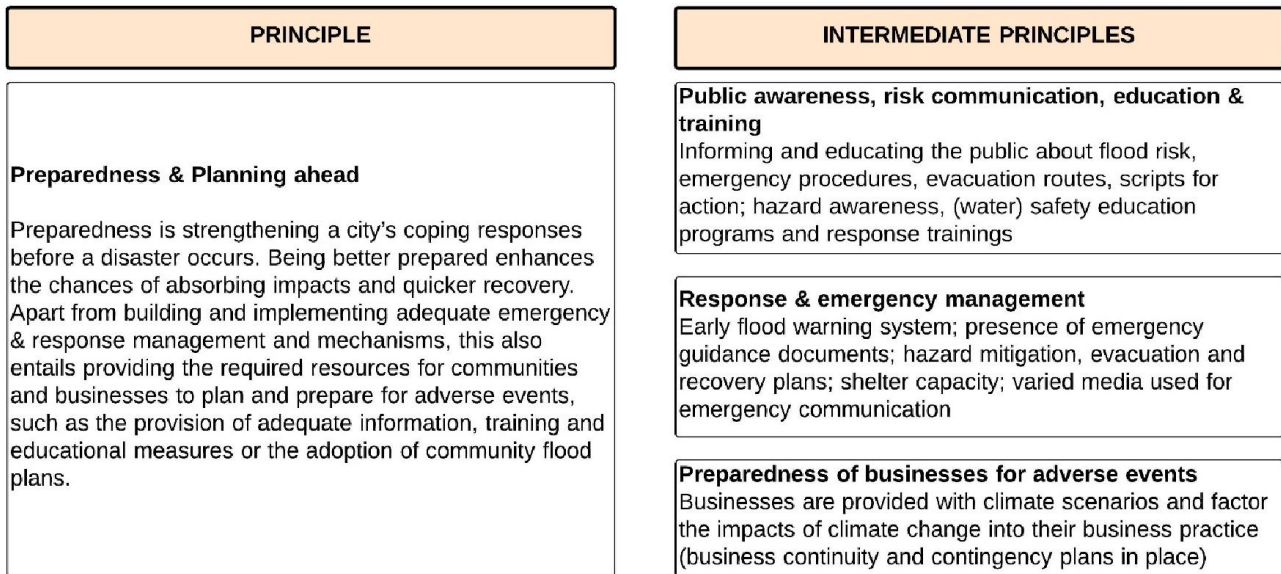 PRINCIPLE
Preparedness & Planning ahead
Preparedness is strengthening a city's coping responses
before a disaster occurs. Being better prepared enhances
the chances of absorbing impacts and quicker recovery.
Apart from building and implementing adequate emergency
& response management and mechanisms, this also
entails providing the required resources for communities
and businesses to plan and prepare for adverse events,
such as the provision of adequate information, training and
educational measures or the adoption of community flood
plans.
INTERMEDIATE PRINCIPLES
Public awareness, risk communication, education &
training
Informing and educating the public about flood risk,
emergency procedures, evacuation routes, scripts for
action; hazard awareness, (water) safety education
programs and response trainings
Response & emergency management
Early flood warning system; presence of emergency
guidance documents; hazard mitigation, evacuation and
recovery plans; shelter capacity; varied media used for
emergency communication
Preparedness of businesses for adverse events
Businesses are provided with climate scenarios and factor
the impacts of climate change into their business practice
(business continuity and contingency plans in place)